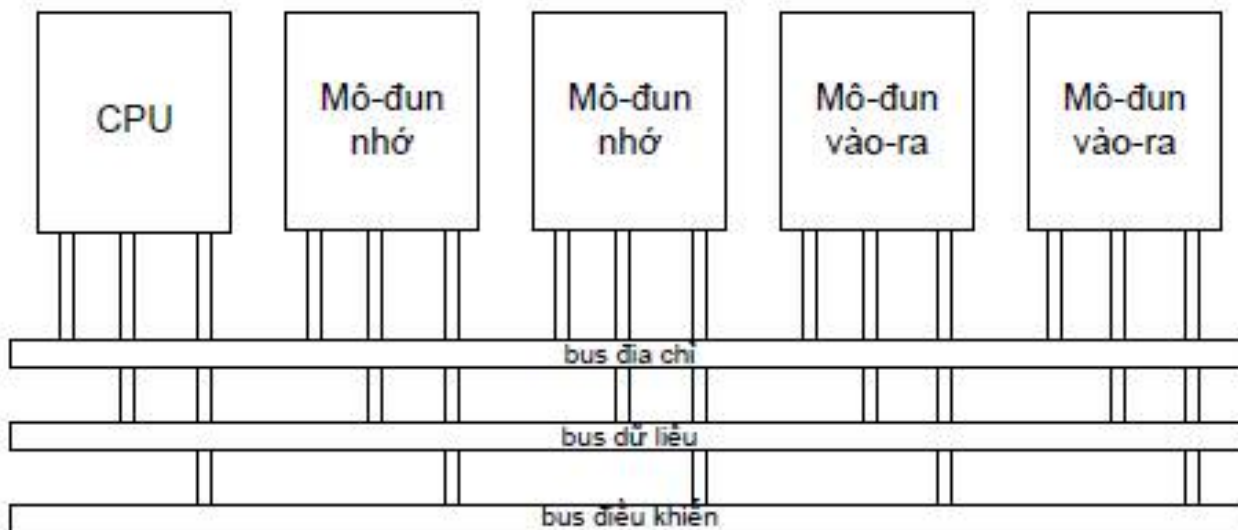 CPU
Mô-đun
nhớ
Mô-đun
nhớ
Mô-đun
vào-ra
Mô-đun
vào-ra
bus địa chỉ
bus dữ liệu
bus điều khiển